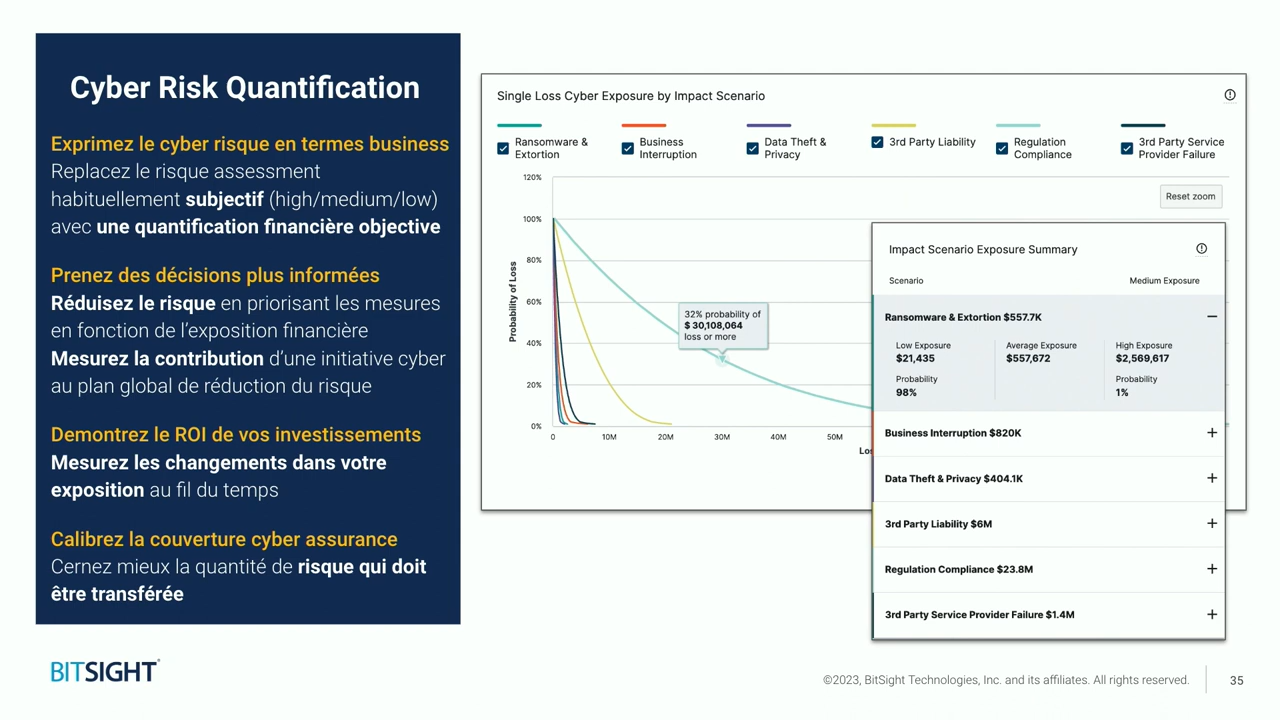 Cyber Risk Quantification
Exprimez le cyber risque en termes business
Replacez le risque assessment
habituellement subjectif (high/medium/low)
avec une quantification financière objective
Prenez des décisions plus informées
Réduisez le risque en priorisant les mesures
en fonction de l'exposition financière
Mesurez la contribution d'une initiative cyber
au plan global de réduction du risque
Demontrez le ROI de vos investissements
Mesurez les changements dans votre
exposition au fil du temps
Calibrez la couverture cyber assurance
Cernez mieux la quantité de risque qui doit
être transférée
Single Loss Cyber Exposure by Impact Scenario
Ransomware &
Extortion
Business
Interruption
Data Theft &
Privacy
3rd Party Liability
Regulation
Compliance
3rd Party Service
Provider Failure
Reset zoom
Probability of Loss
120%
100%
80%
60%
40%
20%
0%
32% probability of
$ 30,108,064
loss or more
0
10M
20M
30M
40M
50M
Los
Impact Scenario Exposure Summary
Scenario
Medium Exposure
Ransomware & Extortion $557.7K
Low Exposure
$21,435
Probability
98%
Average Exposure
$557,672
High Exposure
$2,569,617
Probability
1%
Business Interruption $820K
Data Theft & Privacy $404.1K
3rd Party Liability $6M
Regulation Compliance $23.8M
3rd Party Service Provider Failure $1.4M
BITSIGHT
©2023, BitSight Technologies, Inc. and its affiliates. All rights reserved.
35